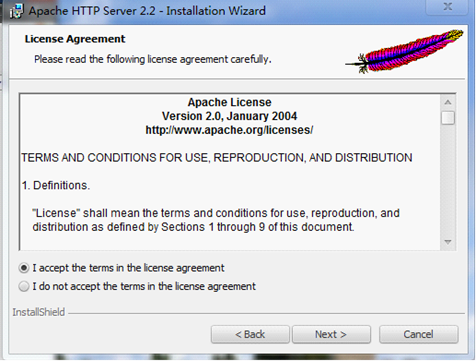 Apache HTTP Server 2.2 - Installation Wizard
License Agreement
Please read the following license agreement carefully.
Apache License
Version 2.0, January 2004
http://www.apache.org/licenses/
TERMS AND CONDITIONS FOR USE, REPRODUCTION, AND DISTRIBUTION
1. Definitions.
"License" shall mean the terms and conditions for use, reproduction, and
distribution as defined by Sections 1 through 9 of this document.
I accept the terms in the license agreement
I do not accept the terms in the license agreement
InstallShield
< Back
Next >
Cancel